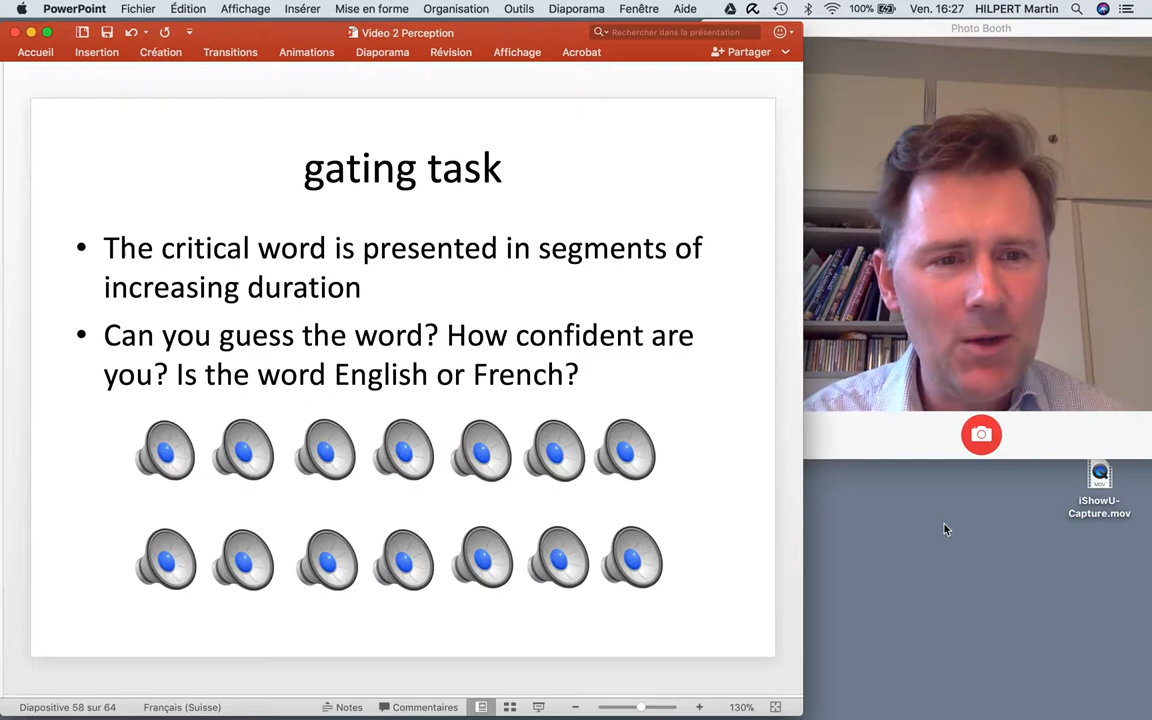 PowerPoint Fichier Édition Affichage Insérer Mise en forme Organisation Outils Diaporama Fenêtre Aide 100% Ven. 16:27 HILPERT Martin
Photo Booth
Video 2 Perception
Rechercher dans la présentation
Accueil Insertion Création Transitions Animations Diaporama Révision Affichage Acrobat Partager
gating task
• The critical word is presented in segments of
increasing duration
• Can you guess the word? How confident are
you? Is the word English or French?
MOV
iShowU-
Capture.mov
Diapositive 58 sur 64 Français (Suisse) Notes Commentaires 130%